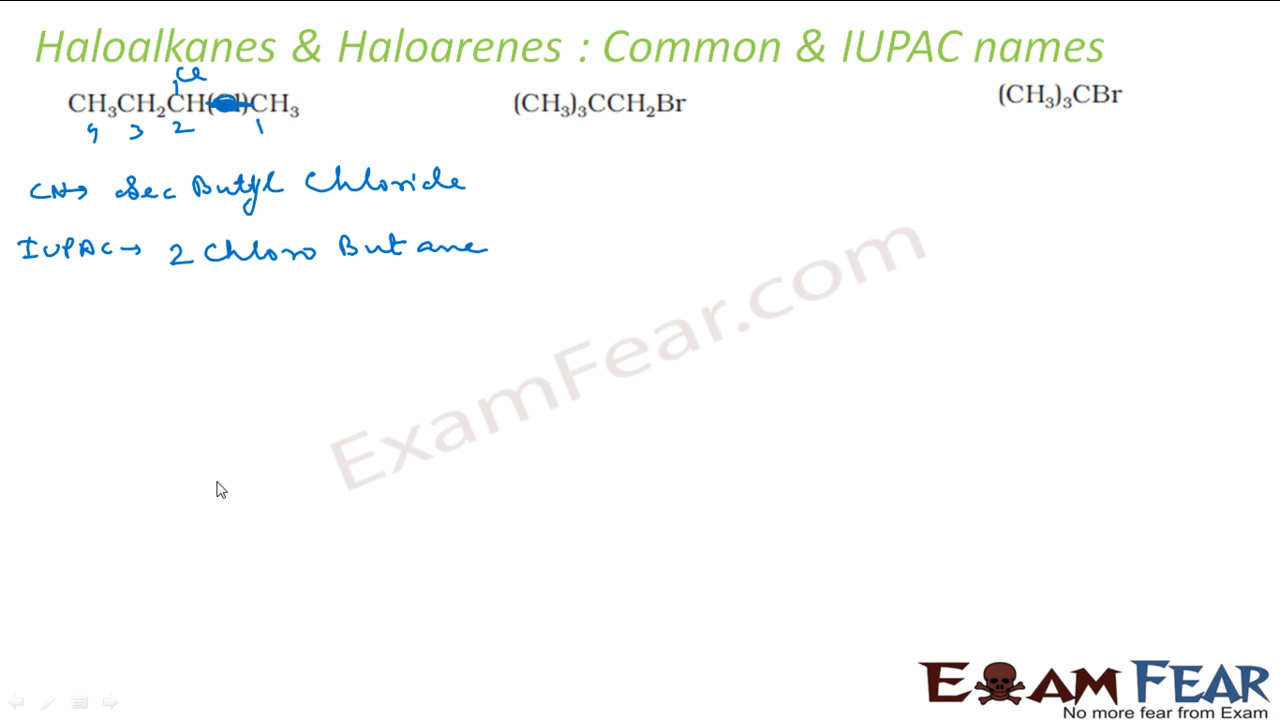 Haloalkanes & Haloarenes : Common & IUPAC names
Cl
CH₃CH₂CH( )CH₃
(CH₃)₃CCH₂Br
(CH₃)₃CBr
4 3 2 1
CN→ Sec Butyl Chloride
IUPAC → 2 Chloro Butane
ExamFear.com
EXAM FEAR
No more fear from Exam